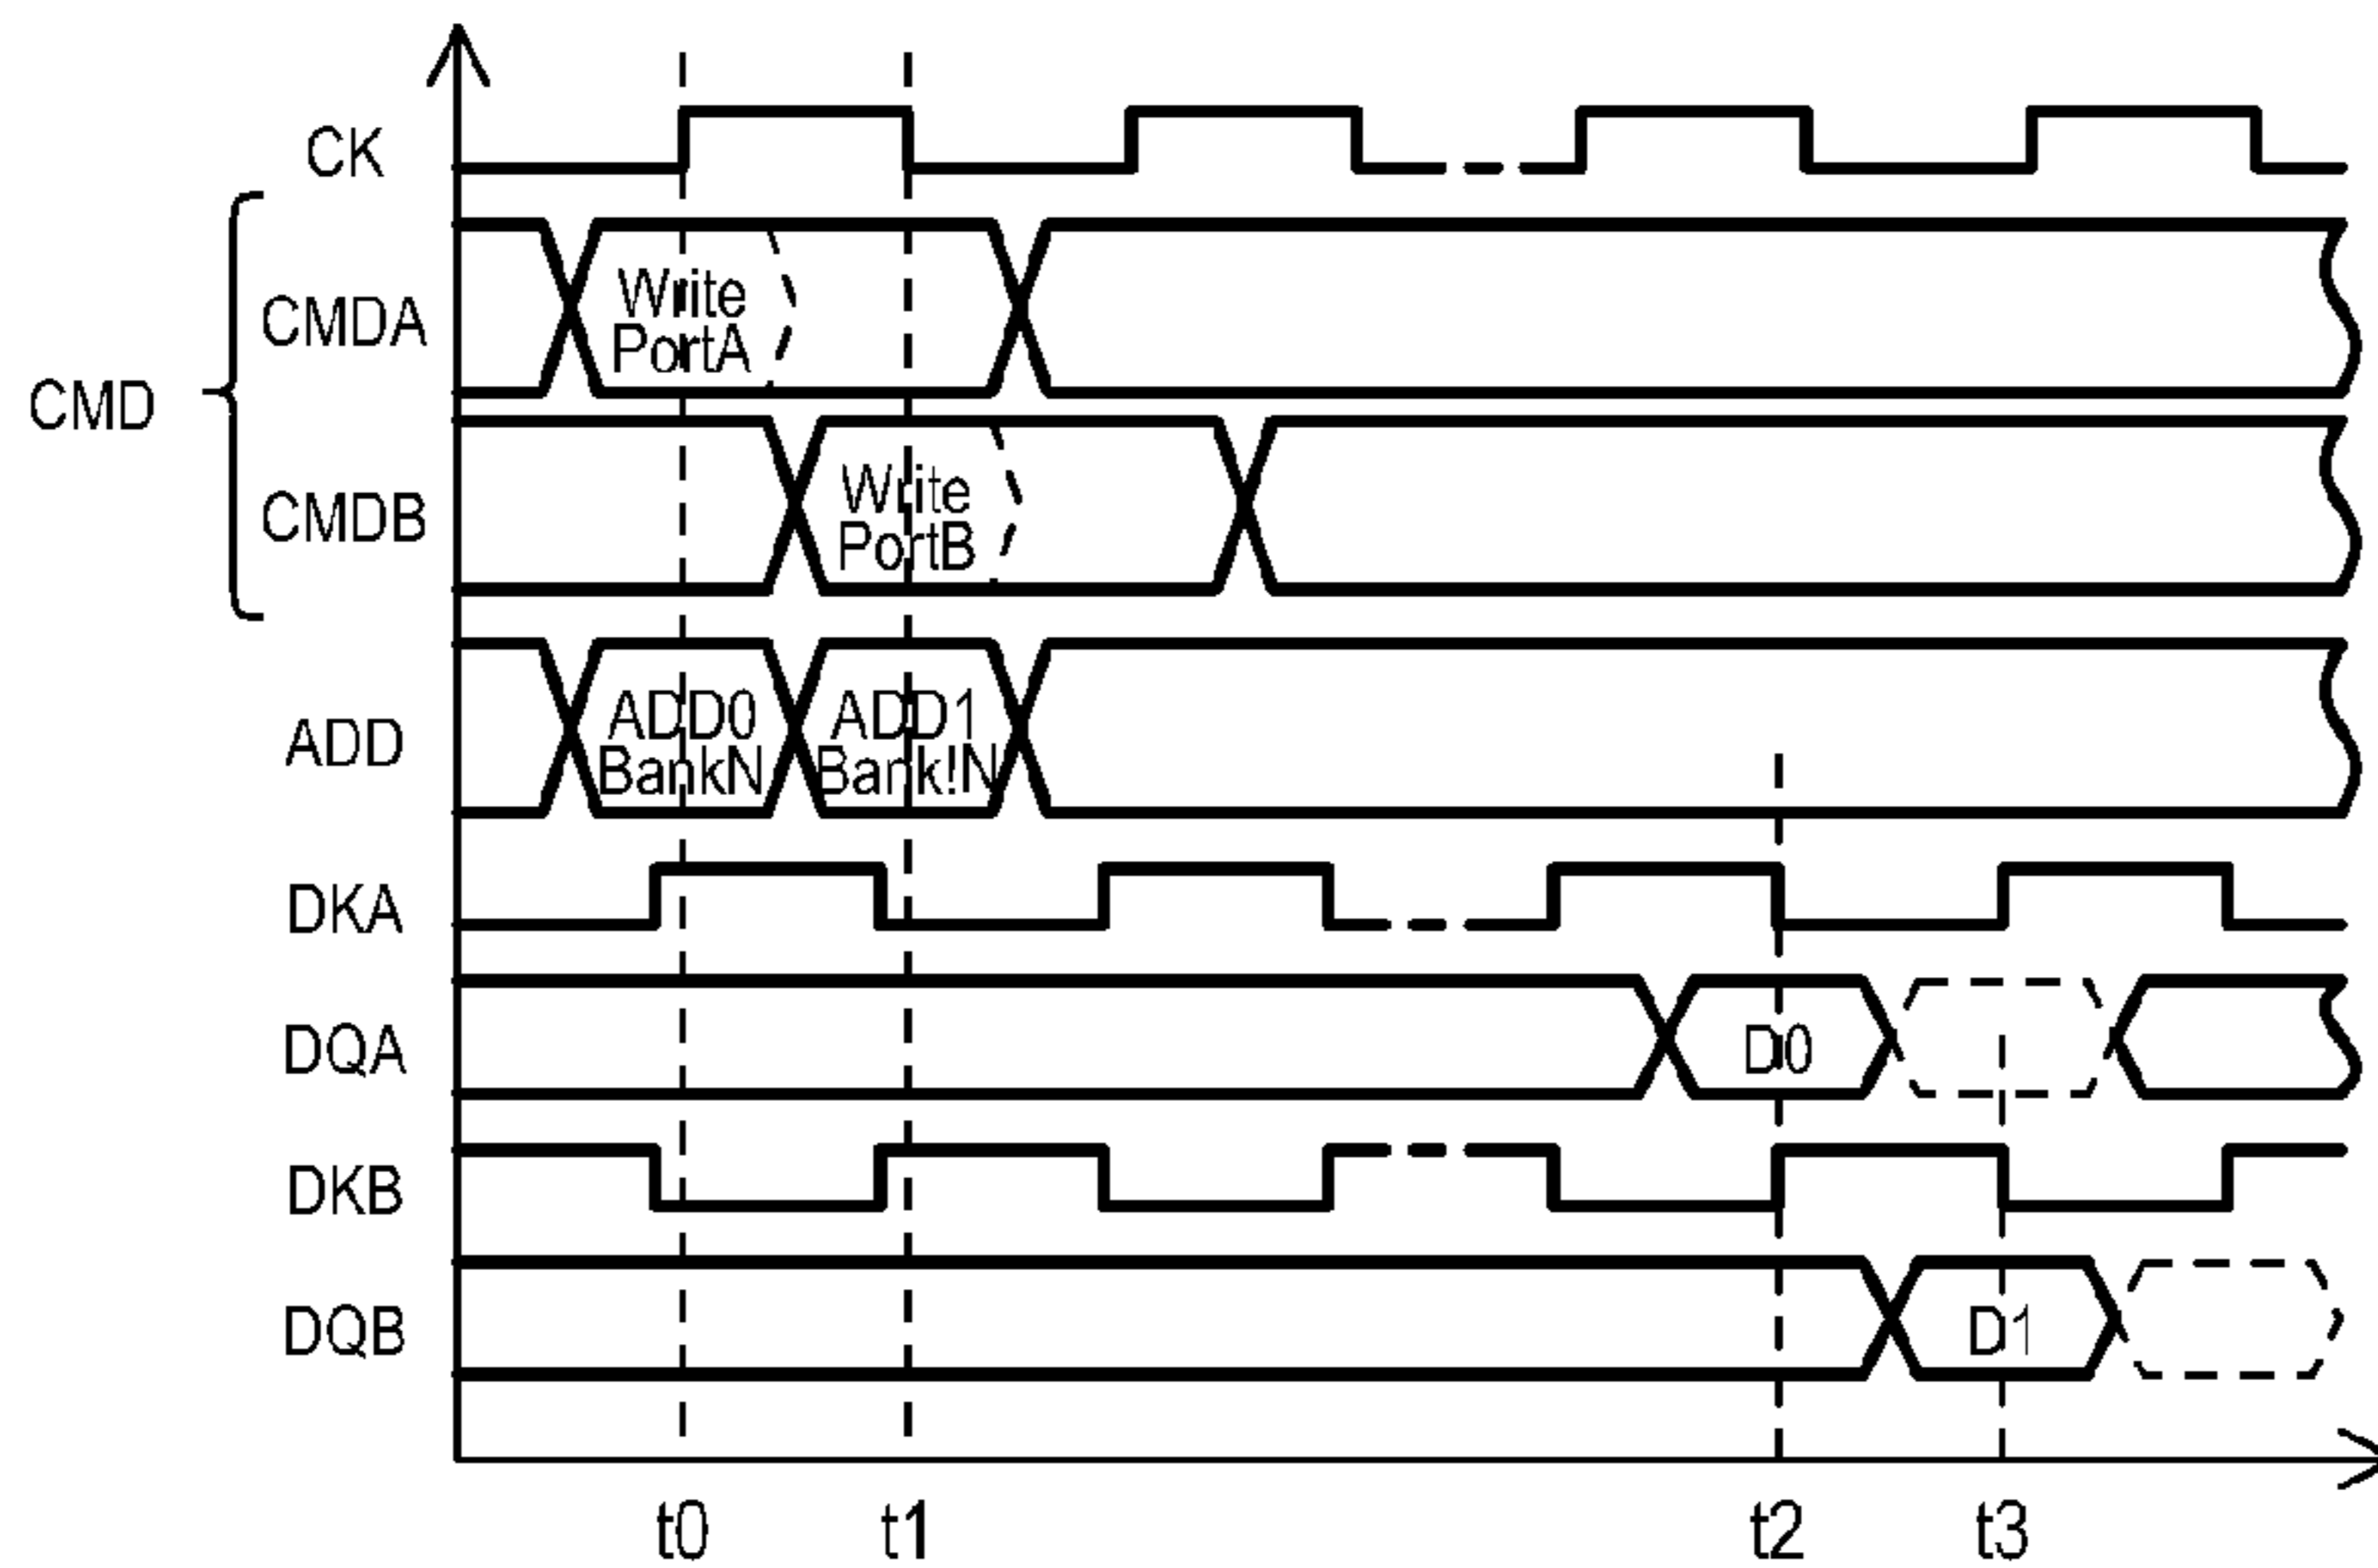 CK
CMD
CMDA
Write
PortA
CMDB
Write
PortB
ADD
ADD0
BankN
ADD1
Bank!N
DKA
DQA
D0
DKB
DQB
D1
t0 t1 t2 t3